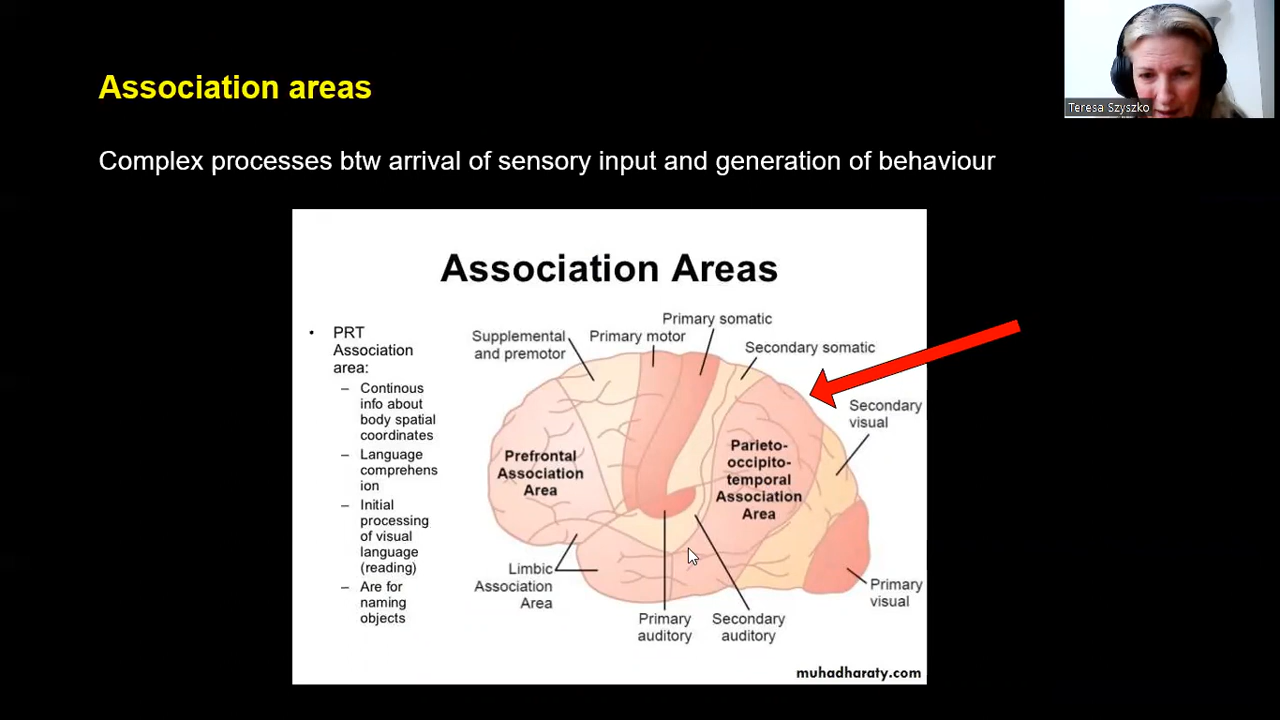 Association areas
Teresa Szyszko
Complex processes btw arrival of sensory input and generation of behaviour
Association Areas
• PRT
Association
area:
– Continous
info about
body spatial
coordinates
– Language
comprehens
ion
– Initial
processing
of visual
language
(reading)
– Are for
naming
objects
Primary somatic
Supplemental
and premotor
Primary motor
Secondary somatic
Secondary
visual
Prefrontal
Association
Area
Parieto-
occipito-
temporal
Association
Area
Limbic
Association
Area
Primary
auditory
Secondary
auditory
Primary
visual
muhadharaty.com